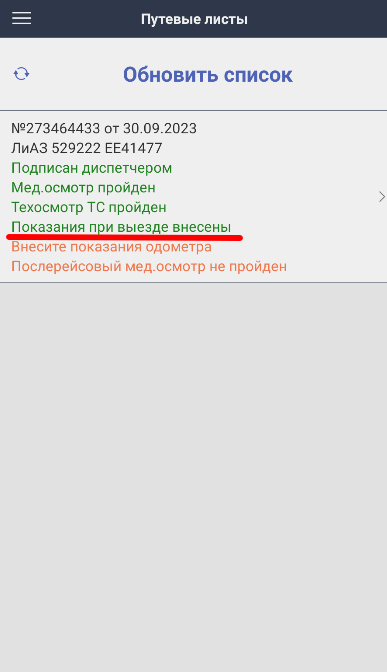 Путевые листы
Обновить список
№273464433 от 30.09.2023
ЛиАЗ 529222 ЕЕ41477
Подписан диспетчером
Мед.осмотр пройден
Техосмотр ТС пройден
Показания при выезде внесены
Внесите показания одометра
Послерейсовый мед.осмотр не пройден